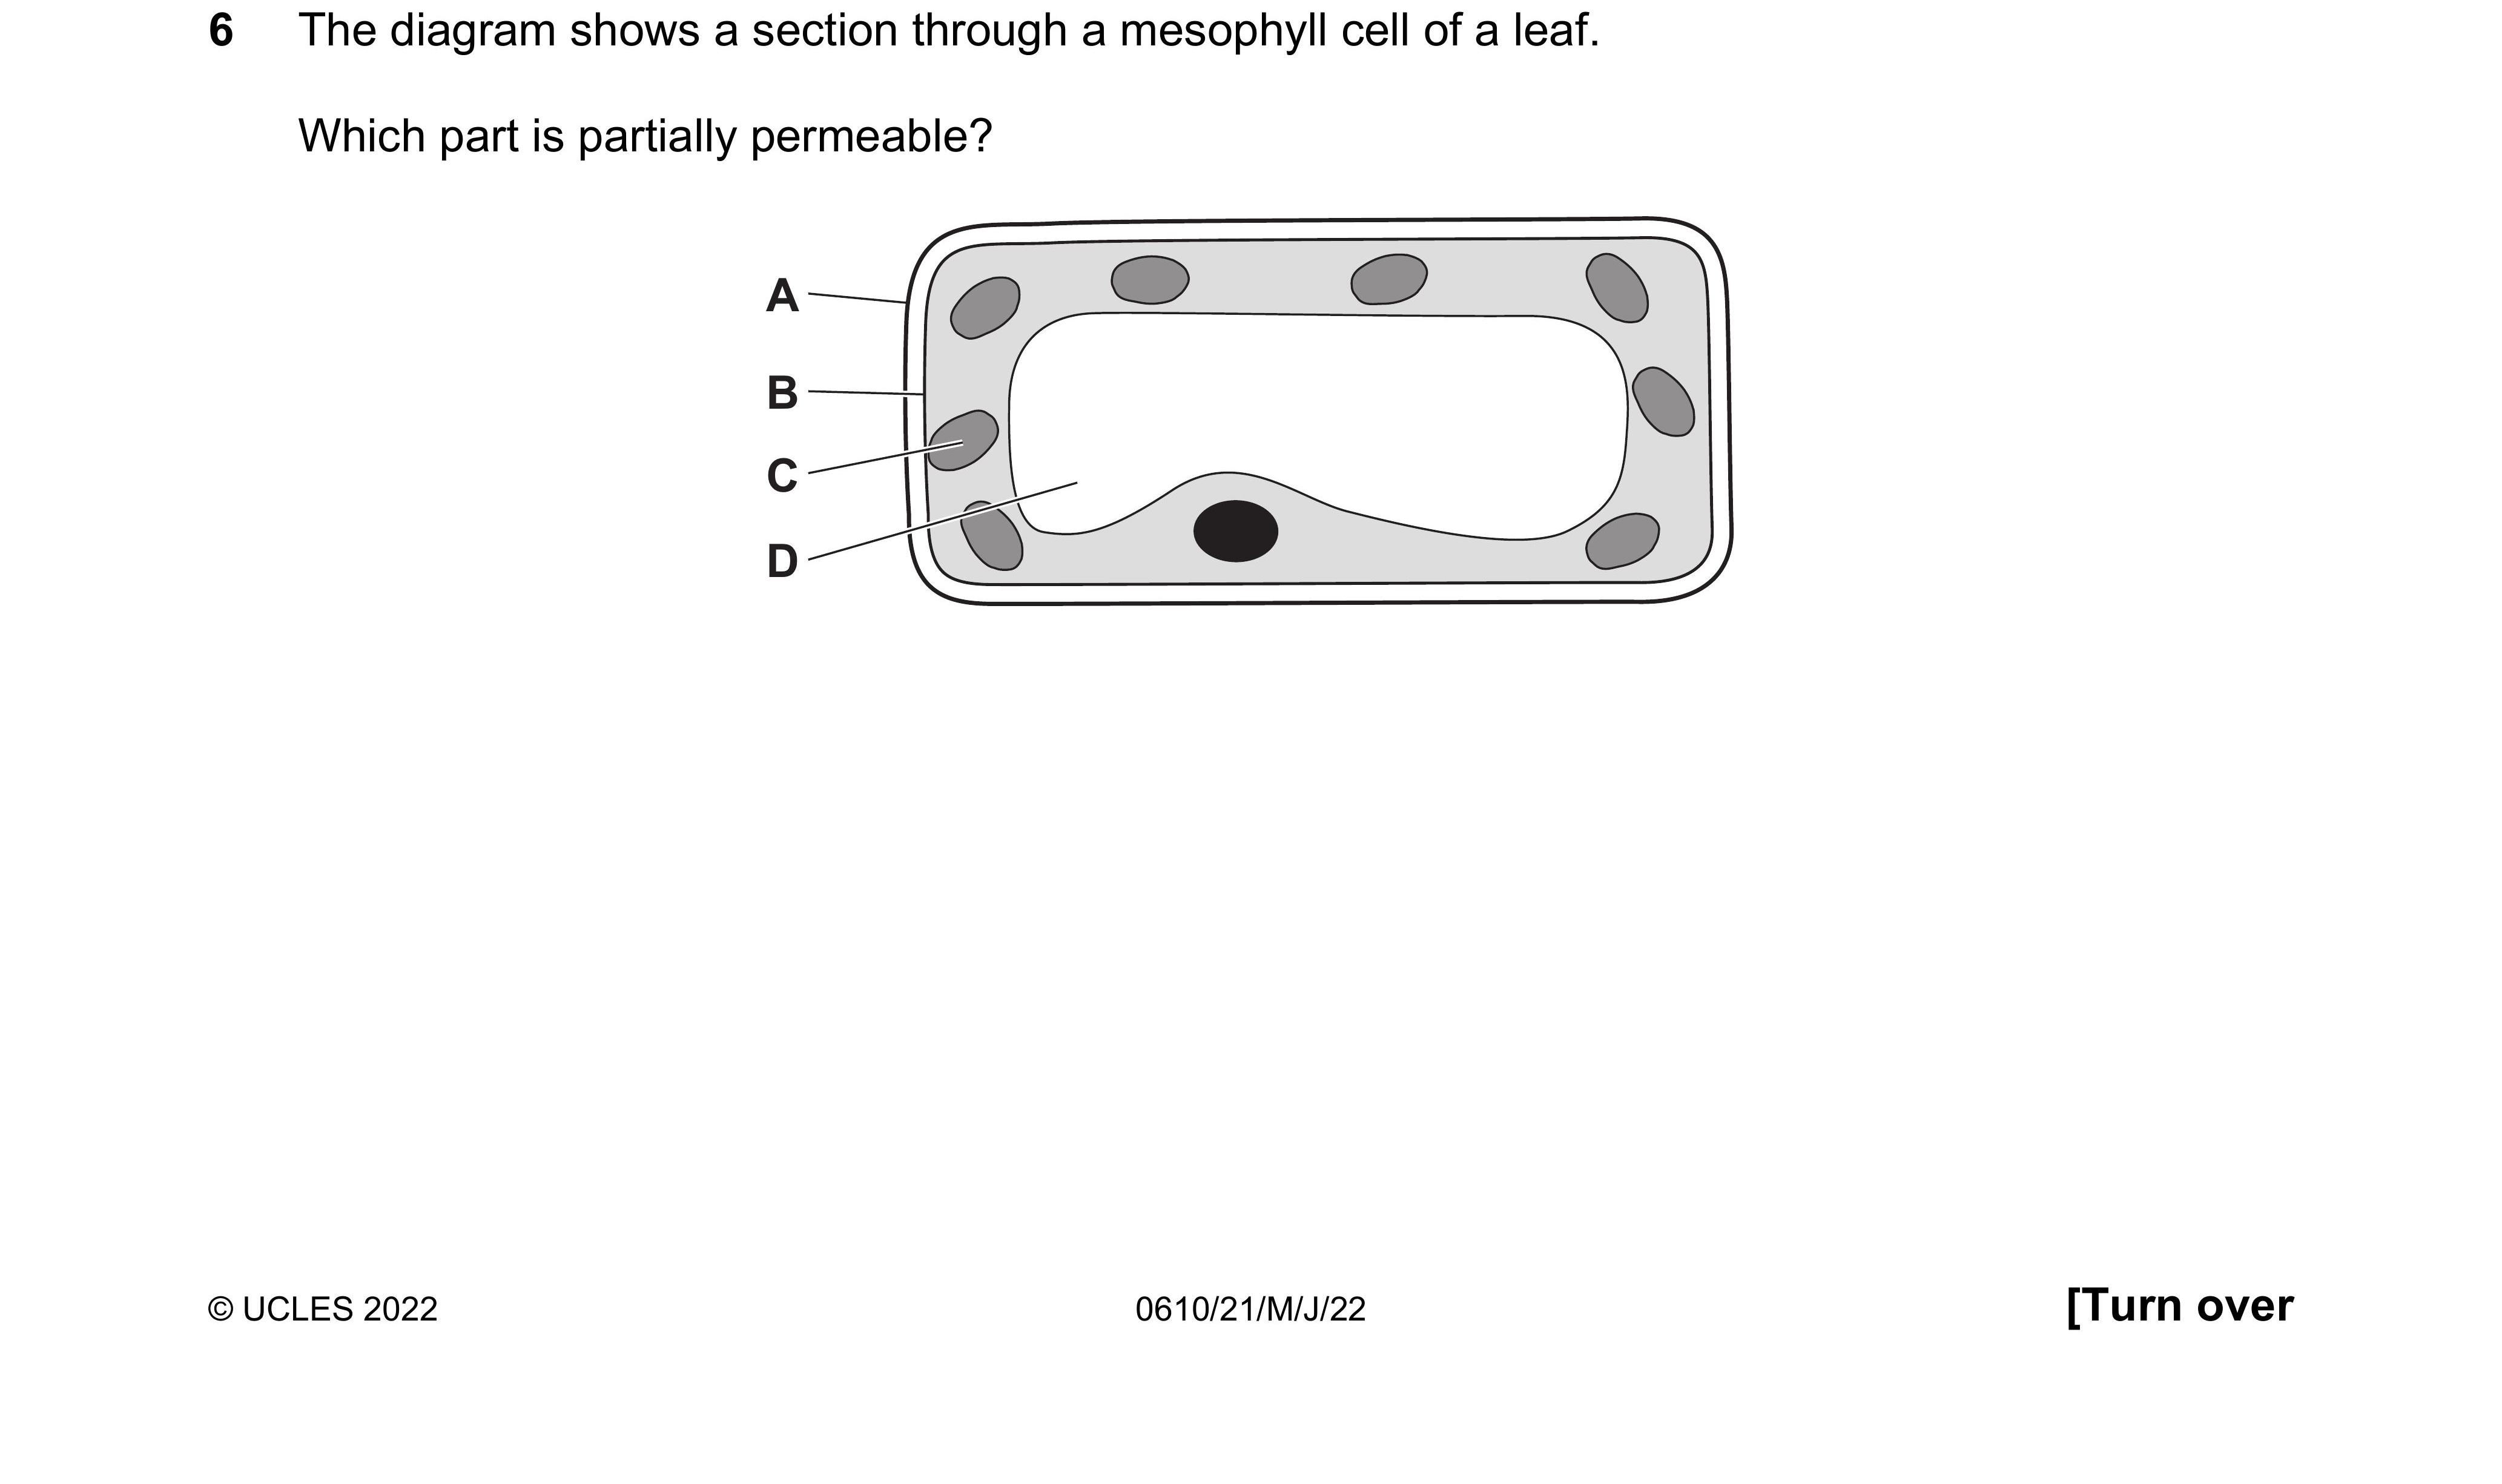 6 The diagram shows a section through a mesophyll cell of a leaf.
Which part is partially permeable?
A
B
C
D
© UCLES 2022 0610/21/M/J/22 [Turn over